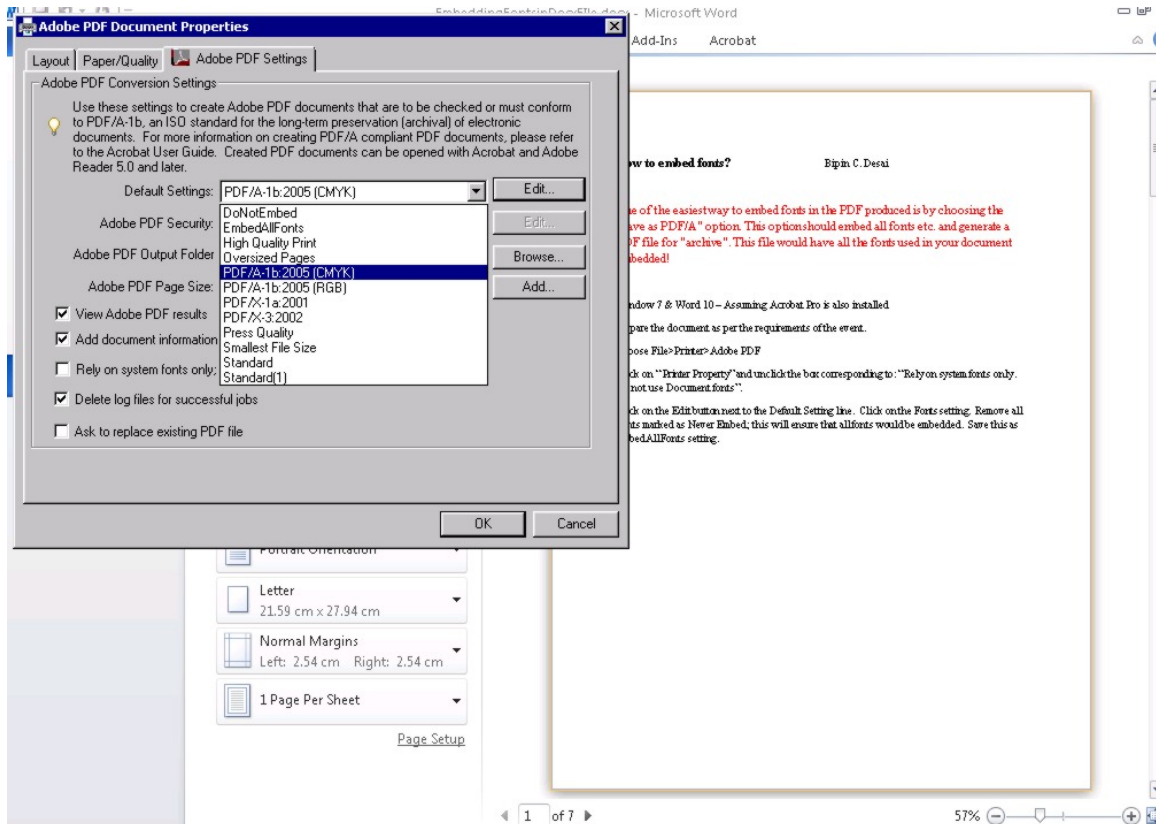 EmbeddingFontsinDocxFile.docx - Microsoft Word
Adobe PDF Document Properties
Add-Ins Acrobat
Layout Paper/Quality Adobe PDF Settings
Adobe PDF Conversion Settings
Use these settings to create Adobe PDF documents that are to be checked or must conform
to PDF/A-1b, an ISO standard for the long-term preservation (archival) of electronic
documents. For more information on creating PDF/A compliant PDF documents, please refer
to the Acrobat User Guide. Created PDF documents can be opened with Acrobat and Adobe
Reader 5.0 and later.
Default Settings: PDF/A-1b:2005 (CMYK) Edit...
DoNotEmbed
EmbedAllFonts
High Quality Print
Oversized Pages
PDF/A-1b:2005 (CMYK)
PDF/A-1b:2005 (RGB)
PDF/X-1a:2001
PDF/X-3:2002
Press Quality
Smallest File Size
Standard
Standard(1)
Adobe PDF Security: Edit...
Adobe PDF Output Folder Browse...
Adobe PDF Page Size: Add...
View Adobe PDF results
Add document information
Rely on system fonts only;
Delete log files for successful jobs
Ask to replace existing PDF file
OK Cancel
Portrait Orientation
Letter
21.59 cm x 27.94 cm
Normal Margins
Left: 2.54 cm Right: 2.54 cm
1 Page Per Sheet
Page Setup
to embed fonts? Bipin C. Desai
of the easiest way to embed fonts in the PDF produced is by choosing the
as PDF/A" option. This option should embed all fonts etc. and generate a
file for "archive". This file would have all the fonts used in your document
7 & Word 10 – Assuming Acrobat Pro is also installed
the document as per the requirements of the event.
File>Printer>Adobe PDF
on "Printer Property" and unclick the box corresponding to: "Rely on system fonts only.
not use Document fonts".
on the Edit button next to the Default Setting line. Click on the Fonts setting. Remove all
marked as Never Embed; this will ensure that all fonts would be embedded. Save this as
setting.
1 of 7
57%